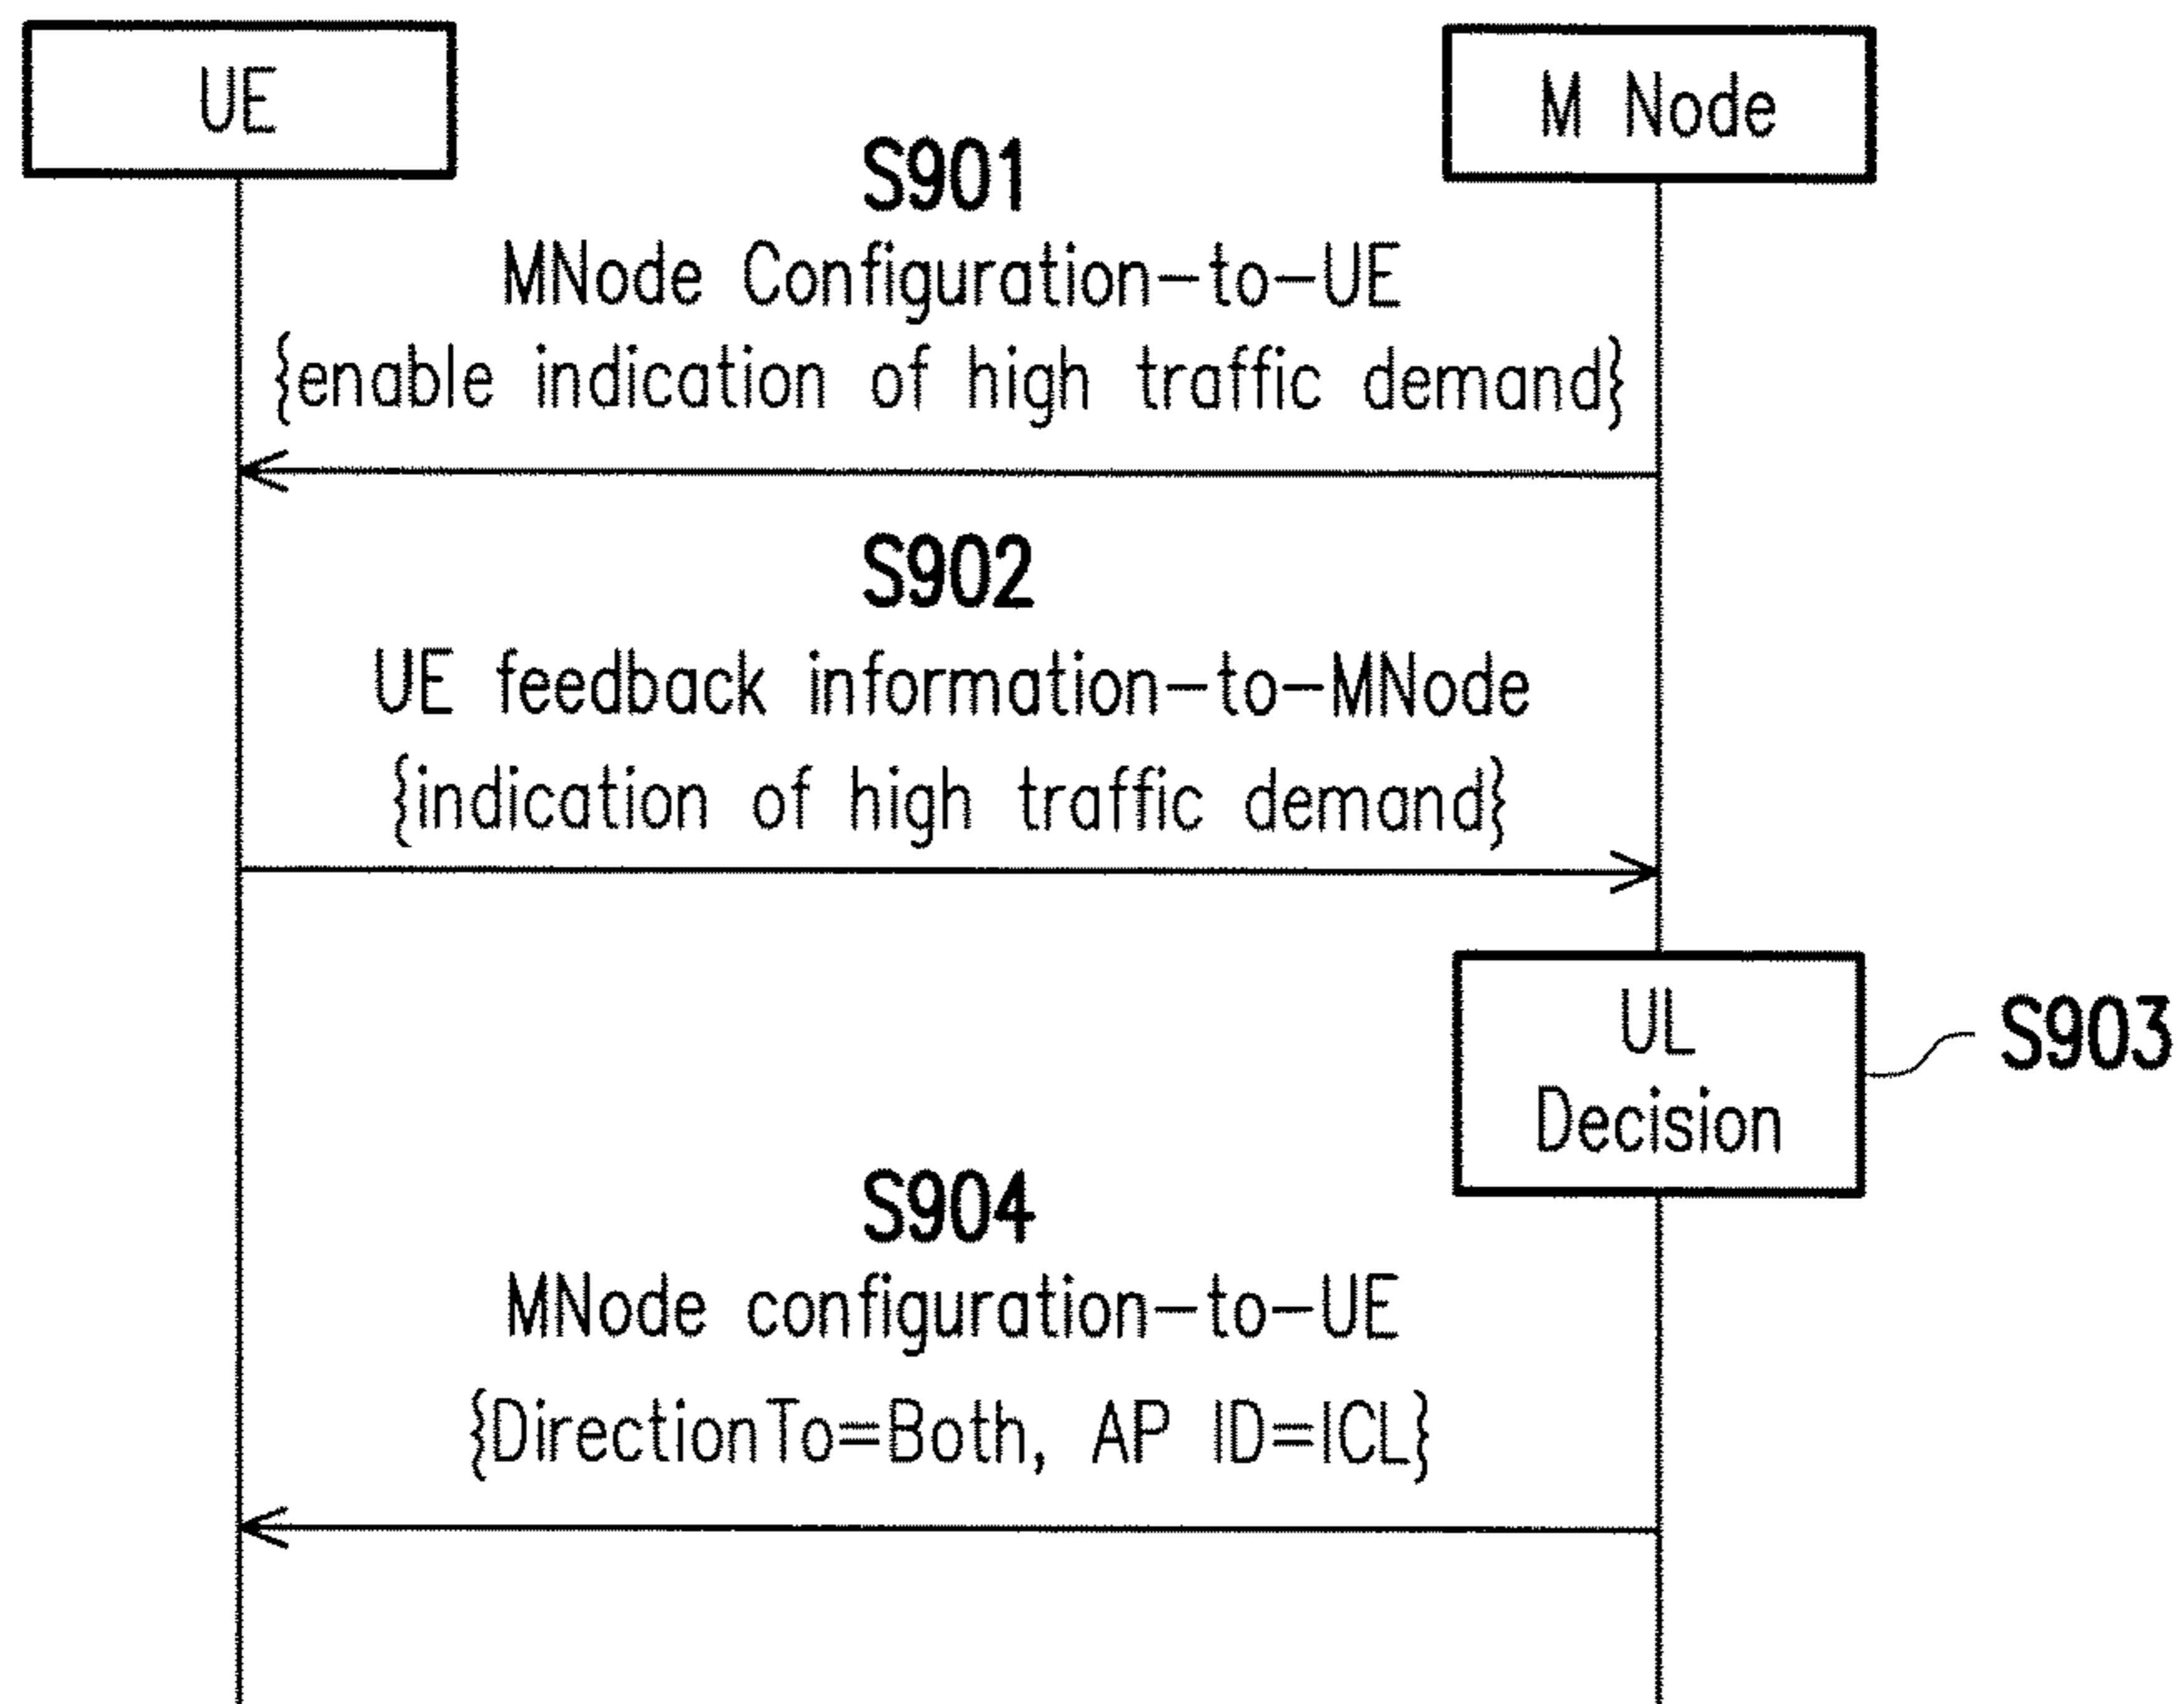 UE
M Node
S901
MNode Configuration-to-UE
{enable indication of high traffic demand}
S902
UE feedback information-to-MNode
{indication of high traffic demand}
UL
Decision
S903
S904
MNode configuration-to-UE
{DirectionTo=Both, AP ID=ICL}